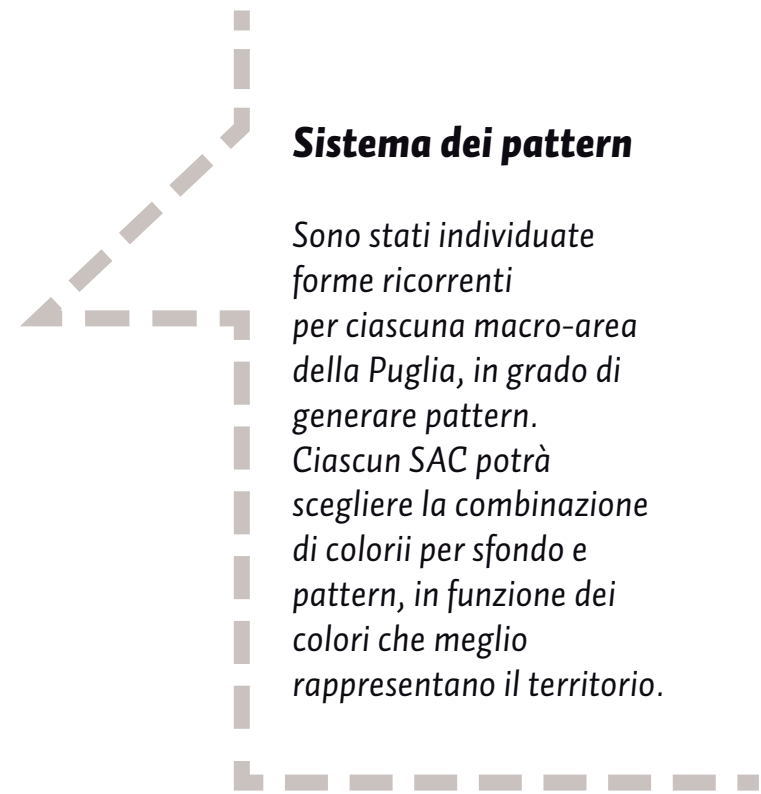 Sistema dei pattern
Sono stati individuate
forme ricorrenti
per ciascuna macro-area
della Puglia, in grado di
generare pattern.
Ciascun SAC potrà
scegliere la combinazione
di colorii per sfondo e
pattern, in funzione dei
colori che meglio
rappresentano il territorio.